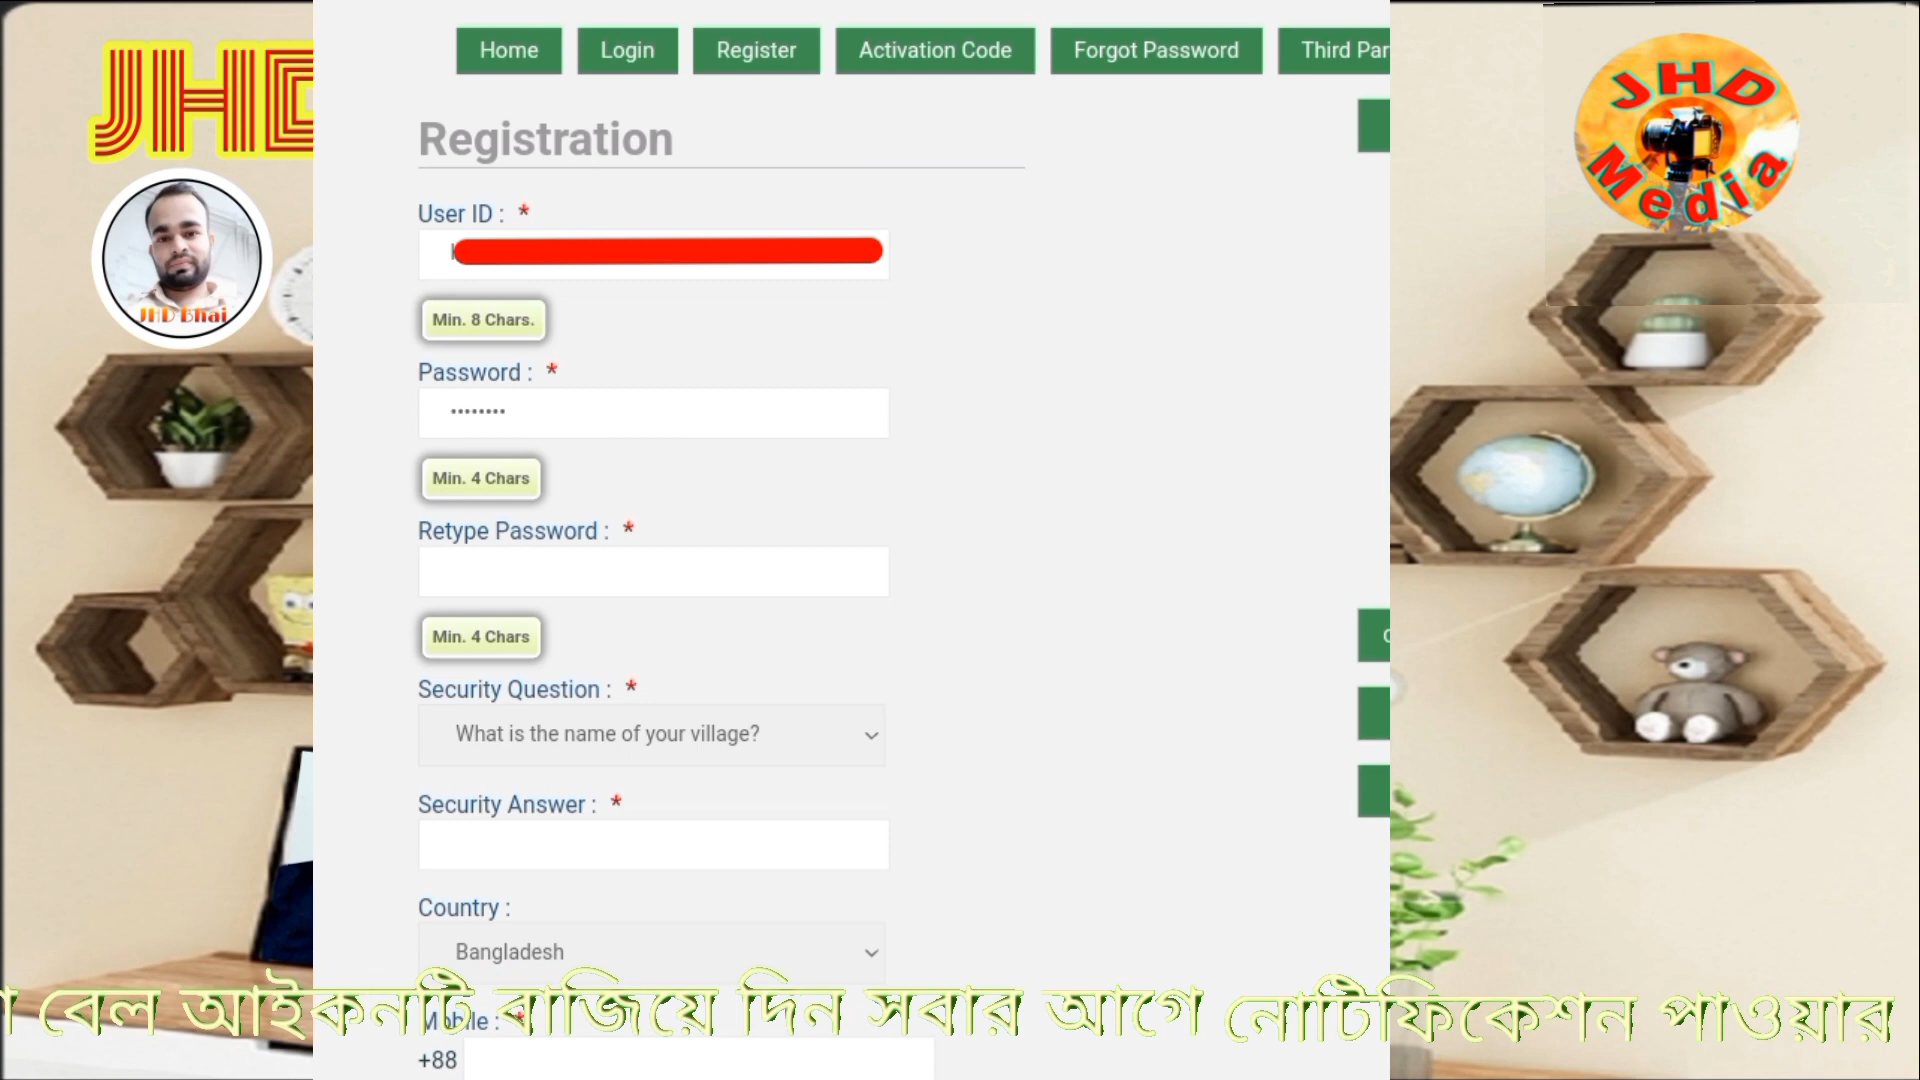 JHD
JHD Bhai
Home Login Register Activation Code Forgot Password Third Par
Registration
User ID : *
Min. 8 Chars.
Password : *
••••••••
Min. 4 Chars
Retype Password : *
Min. 4 Chars
Security Question : *
What is the name of your village?
Security Answer : *
Country :
Bangladesh
Mobile : *
+88
বেল আইকনটি বাজিয়ে দিন সবার আগে নোটিফিকেশন পাওয়ার
JHD
Media